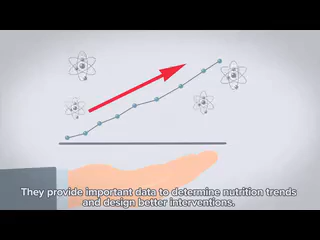 They provide important data to determine nutrition trends
and design better interventions.